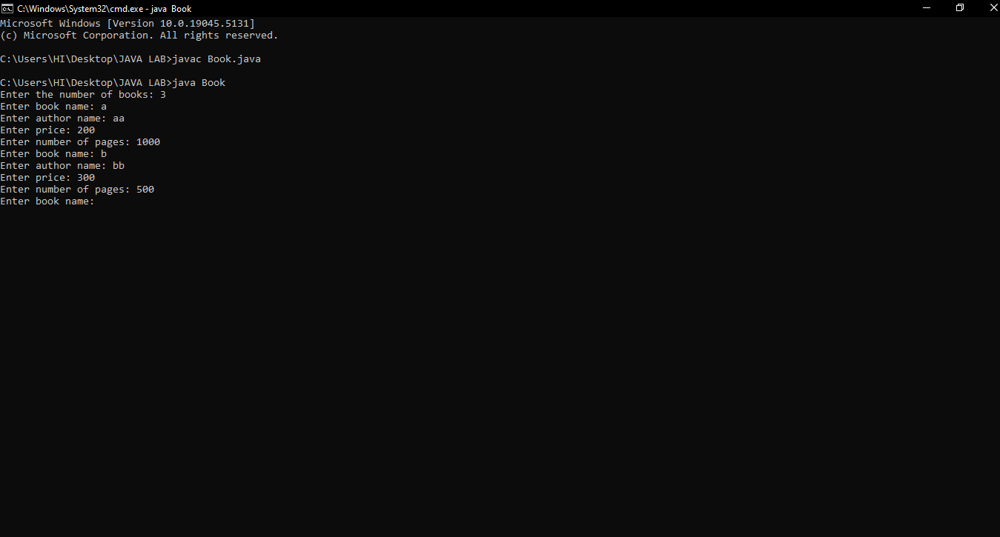 C:\Windows\System32\cmd.exe - java  Book
Microsoft Windows [Version 10.0.19045.5131]
(c) Microsoft Corporation. All rights reserved.
C:\Users\HI\Desktop\JAVA LAB>javac Book.java
C:\Users\HI\Desktop\JAVA LAB>java Book
Enter the number of books: 3
Enter book name: a
Enter author name: aa
Enter price: 200
Enter number of pages: 1000
Enter book name: b
Enter author name: bb
Enter price: 300
Enter number of pages: 500
Enter book name: